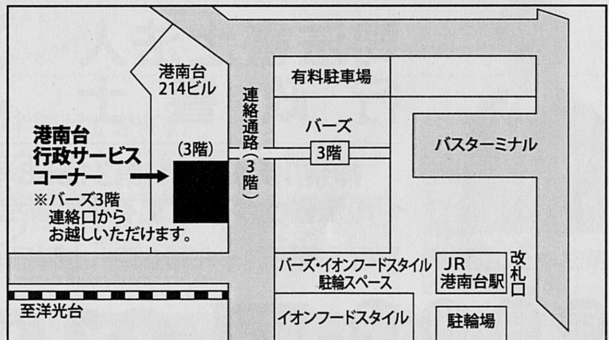 港南台
214ビル
有料駐車場
連絡通路(3階)
バーズ
3階
バスターミナル
港南台
行政サービス
コーナー
(3階)
※バーズ3階
連絡口から
お越しいただけます。
バーズ・イオンフードスタイル
駐輪スペース
JR
港南台駅
改札口
至洋光台
イオンフードスタイル
駐輪場